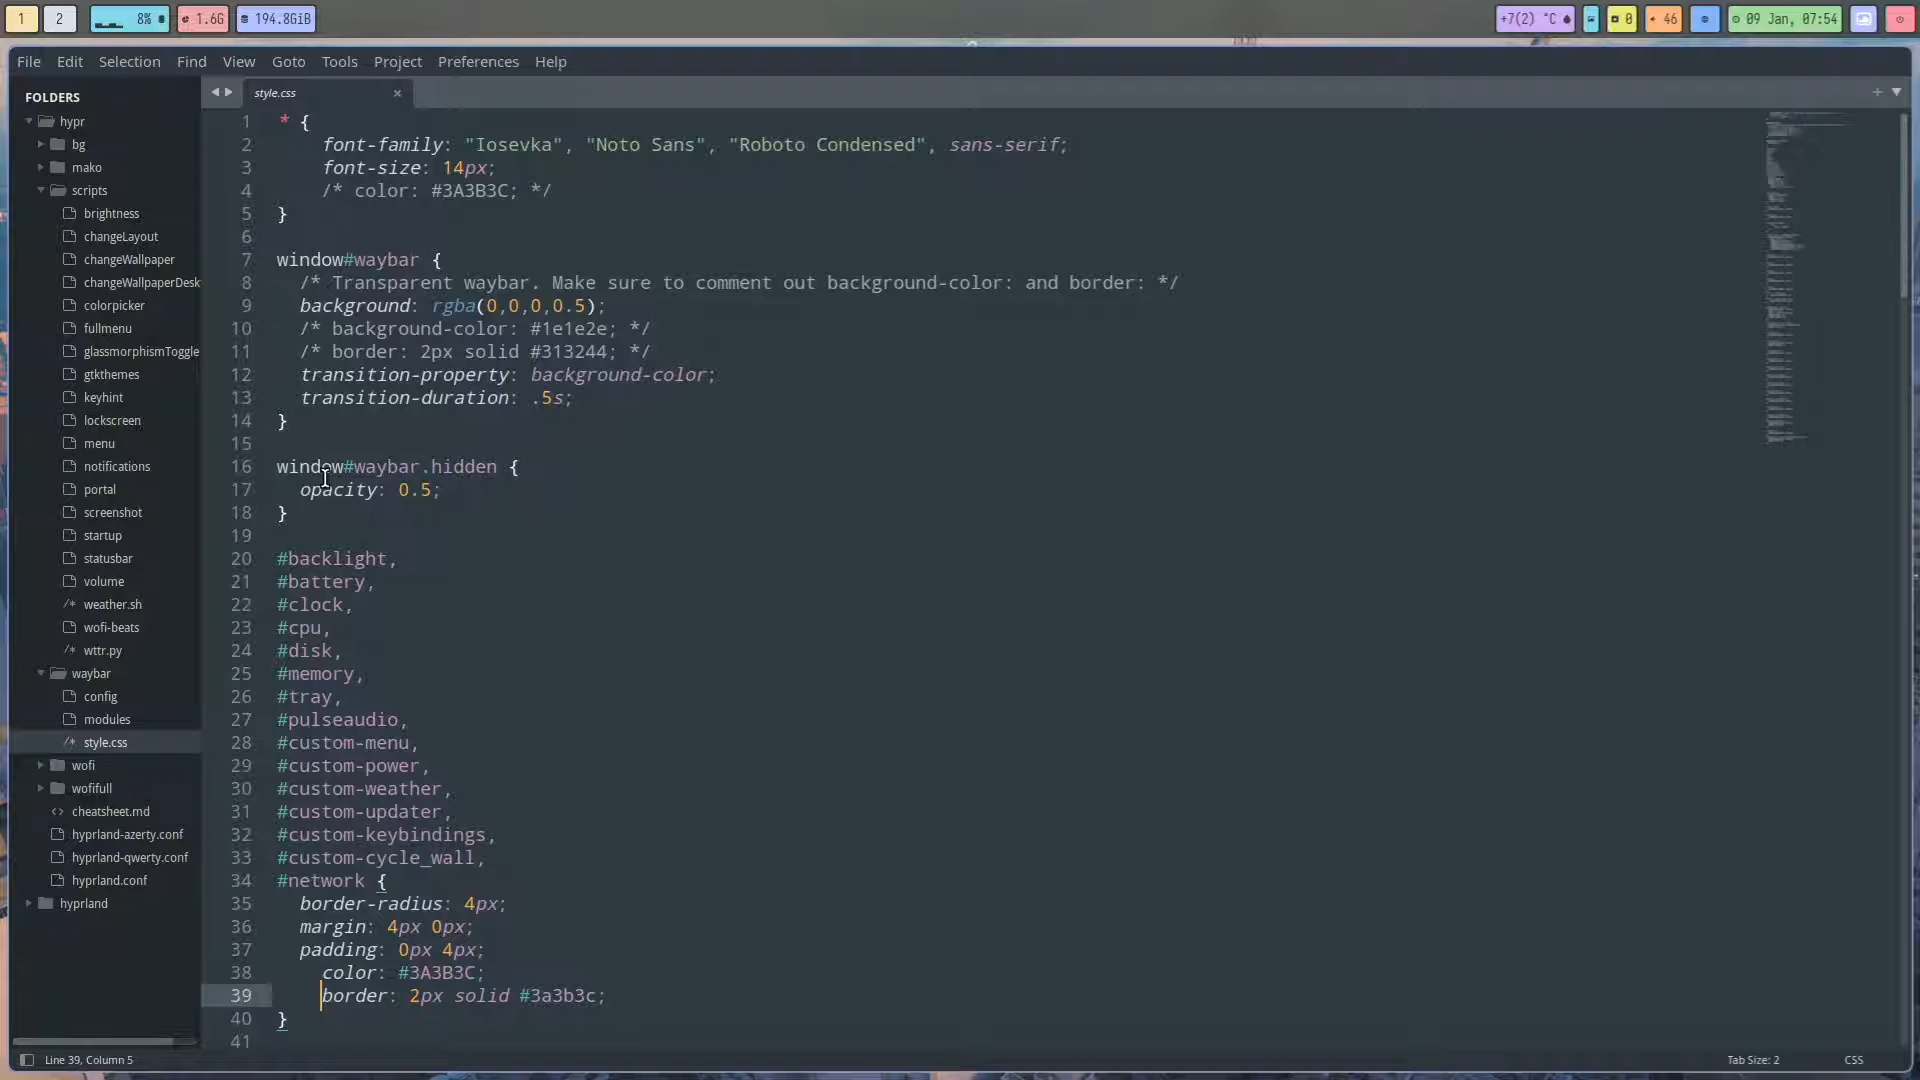 1
2
8%
1.6G
194.8GiB
+7(2) °C
0
46
09 Jan, 07:54
File Edit Selection Find View Goto Tools Project Preferences Help
FOLDERS
hypr
bg
mako
scripts
brightness
changeLayout
changeWallpaper
changeWallpaperDesk
colorpicker
fullmenu
glassmorphismToggle
gtkthemes
keyhint
lockscreen
menu
notifications
portal
screenshot
startup
statusbar
volume
/* weather.sh
wofi-beats
/* wttr.py
waybar
config
modules
/* style.css
wofi
wofifull
<> cheatsheet.md
hyprland-azerty.conf
hyprland-qwerty.conf
hyprland.conf
hyprland
style.css
1 * {
2 font-family: "Iosevka", "Noto Sans", "Roboto Condensed", sans-serif;
3 font-size: 14px;
4 /* color: #3A3B3C; */
5 }
6
7 window#waybar {
8 /* Transparent waybar. Make sure to comment out background-color: and border: */
9 background: rgba(0,0,0,0.5);
10 /* background-color: #1e1e2e; */
11 /* border: 2px solid #313244; */
12 transition-property: background-color;
13 transition-duration: .5s;
14 }
15
16 window#waybar.hidden {
17 opacity: 0.5;
18 }
19
20 #backlight,
21 #battery,
22 #clock,
23 #cpu,
24 #disk,
25 #memory,
26 #tray,
27 #pulseaudio,
28 #custom-menu,
29 #custom-power,
30 #custom-weather,
31 #custom-updater,
32 #custom-keybindings,
33 #custom-cycle_wall,
34 #network {
35 border-radius: 4px;
36 margin: 4px 0px;
37 padding: 0px 4px;
38 color: #3A3B3C;
39 border: 2px solid #3a3b3c;
40 }
41
Line 39, Column 5
Tab Size: 2
CSS